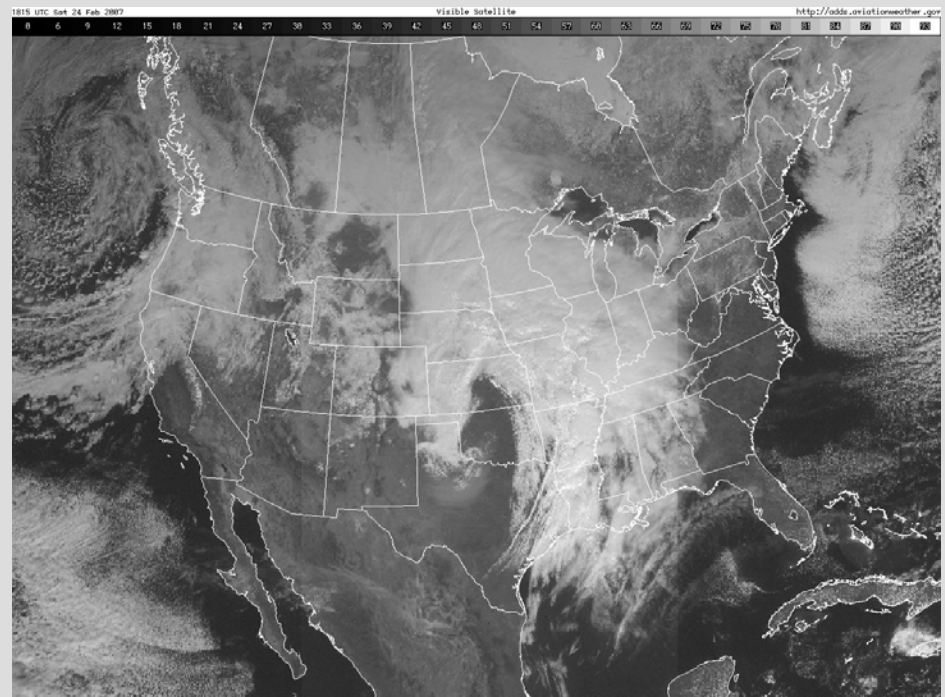 1815 UTC Sat 24 Feb 2007 Visible Satellite http://adds.aviationweather.gov
0 6 9 12 15 18 21 24 27 30 33 36 39 42 45 48 51 54 57 60 63 66 69 72 75 78 81 84 87 90 93